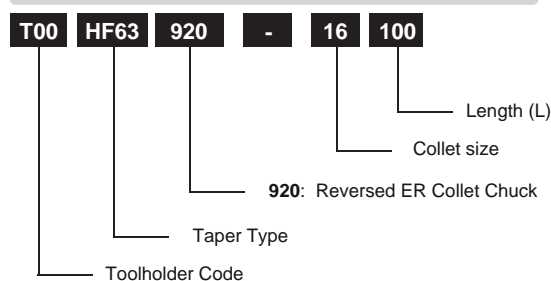 T00 HF63 920 - 16 100
Length (L)
Collet size
920: Reversed ER Collet Chuck
Taper Type
Toolholder Code